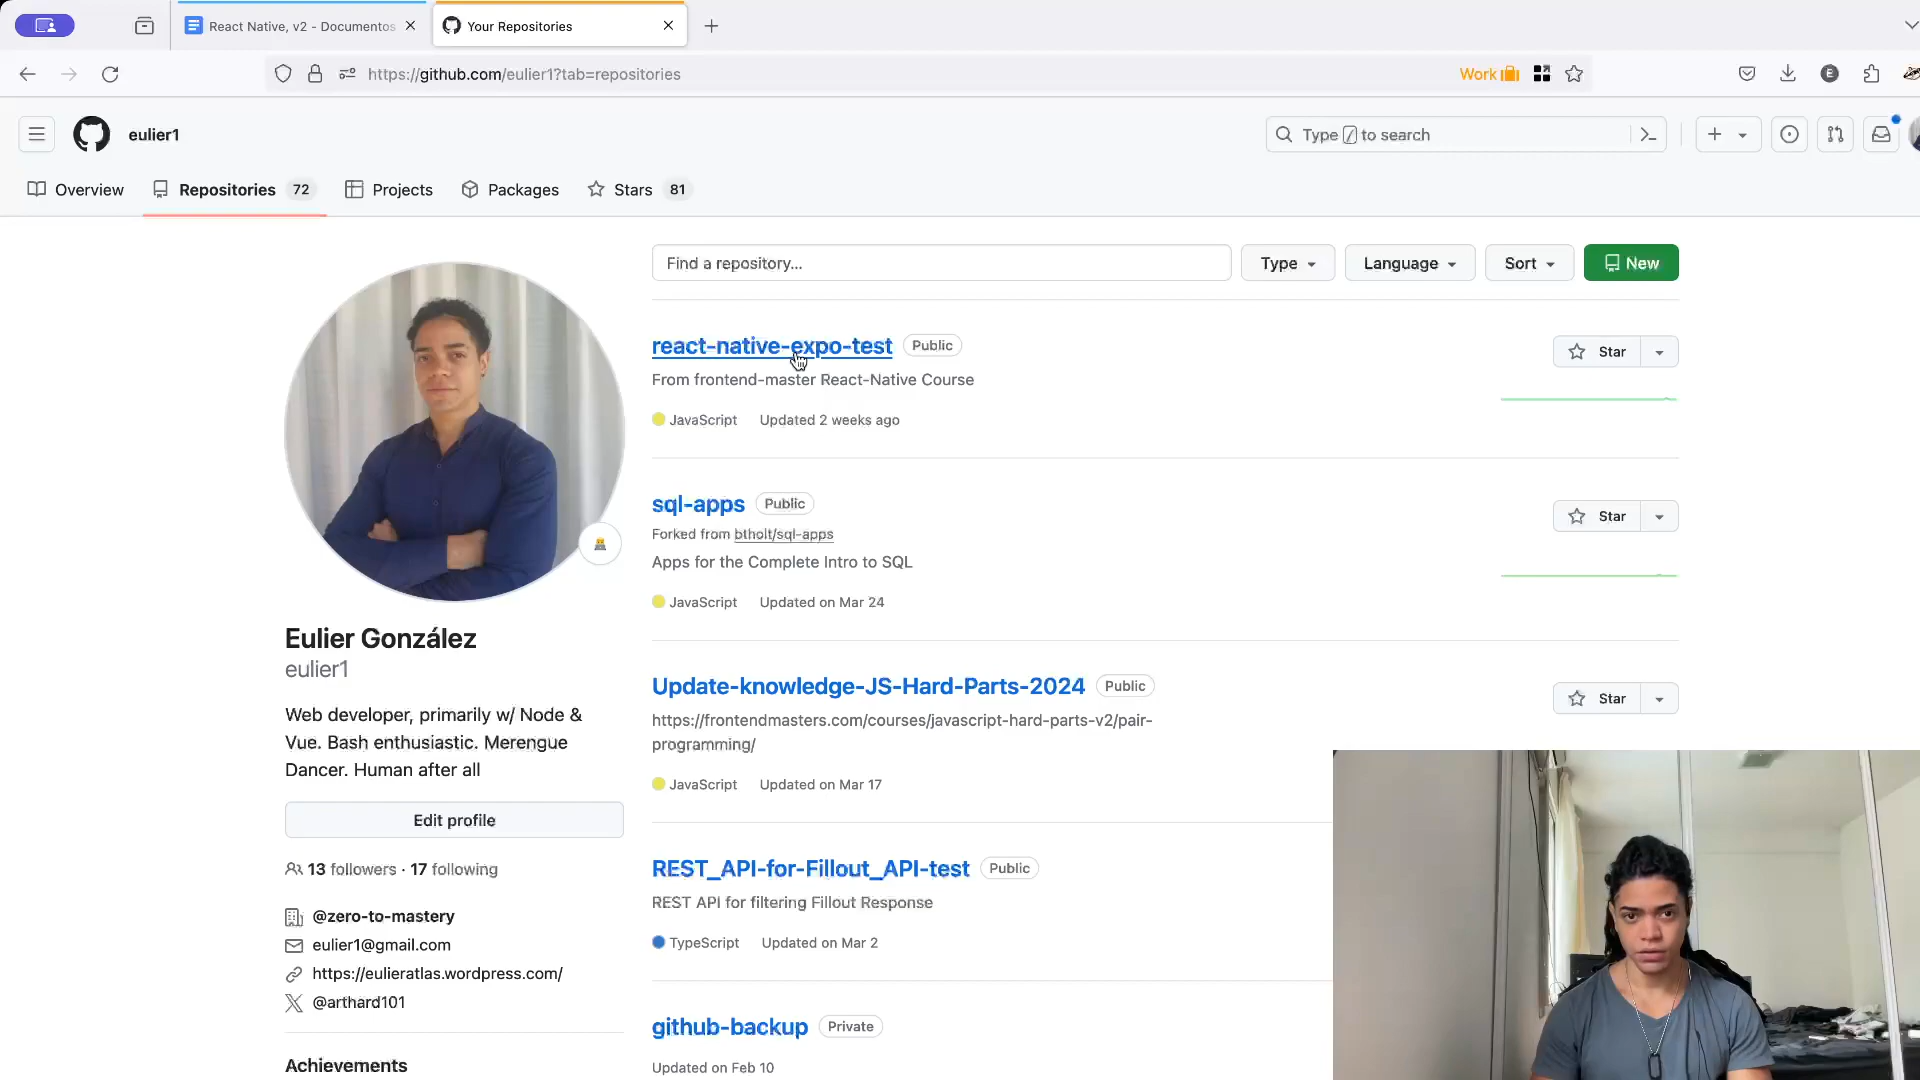 React Native, v2 - Documentos
Your Repositories
https://github.com/eulier1?tab=repositories
Work
E
eulier1
Type / to search
Overview
Repositories 72
Projects
Packages
Stars 81
Find a repository...
Type
Language
Sort
New
react-native-expo-test Public
From frontend-master React-Native Course
JavaScript Updated 2 weeks ago
Star
sql-apps Public
Forked from btholt/sql-apps
Apps for the Complete Intro to SQL
JavaScript Updated on Mar 24
Star
Update-knowledge-JS-Hard-Parts-2024 Public
https://frontendmasters.com/courses/javascript-hard-parts-v2/pair-
programming/
JavaScript Updated on Mar 17
Star
REST_API-for-Fillout_API-test Public
REST API for filtering Fillout Response
TypeScript Updated on Mar 2
github-backup Private
Updated on Feb 10
Eulier González
eulier1
Web developer, primarily w/ Node &
Vue. Bash enthusiastic. Merengue
Dancer. Human after all
Edit profile
13 followers · 17 following
@zero-to-mastery
eulier1@gmail.com
https://eulieratlas.wordpress.com/
@arthard101
Achievements